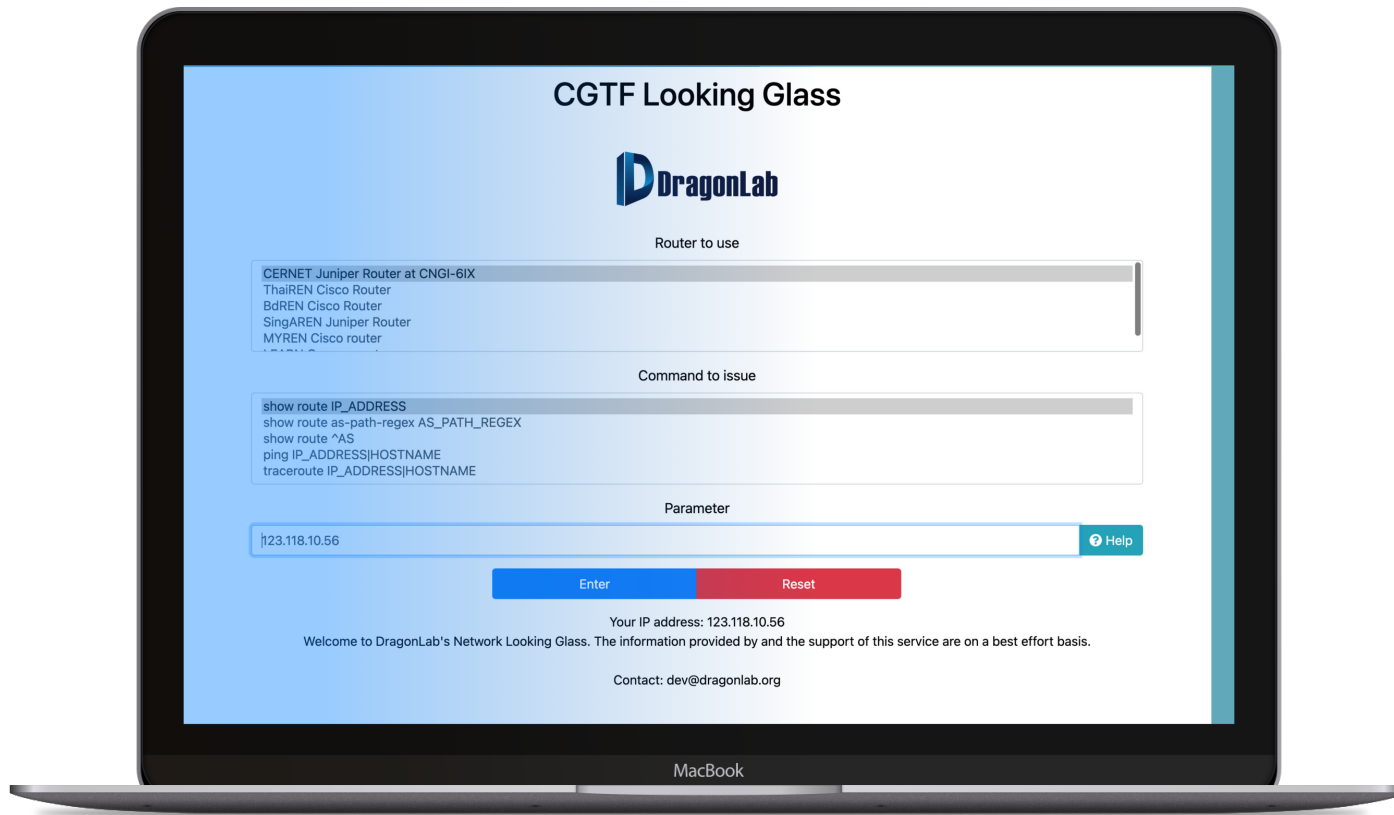 CGTF Looking Glass
DragonLab
Router to use
CERNET Juniper Router at CNGI-6IX
ThaiREN Cisco Router
BdREN Cisco Router
SingAREN Juniper Router
MYREN Cisco router
Command to issue
show route IP_ADDRESS
show route as-path-regex AS_PATH_REGEX
show route ^AS
ping IP_ADDRESS|HOSTNAME
traceroute IP_ADDRESS|HOSTNAME
Parameter
123.118.10.56
Help
Enter Reset
Your IP address: 123.118.10.56
Welcome to DragonLab's Network Looking Glass. The information provided by and the support of this service are on a best effort basis.
Contact: dev@dragonlab.org
MacBook